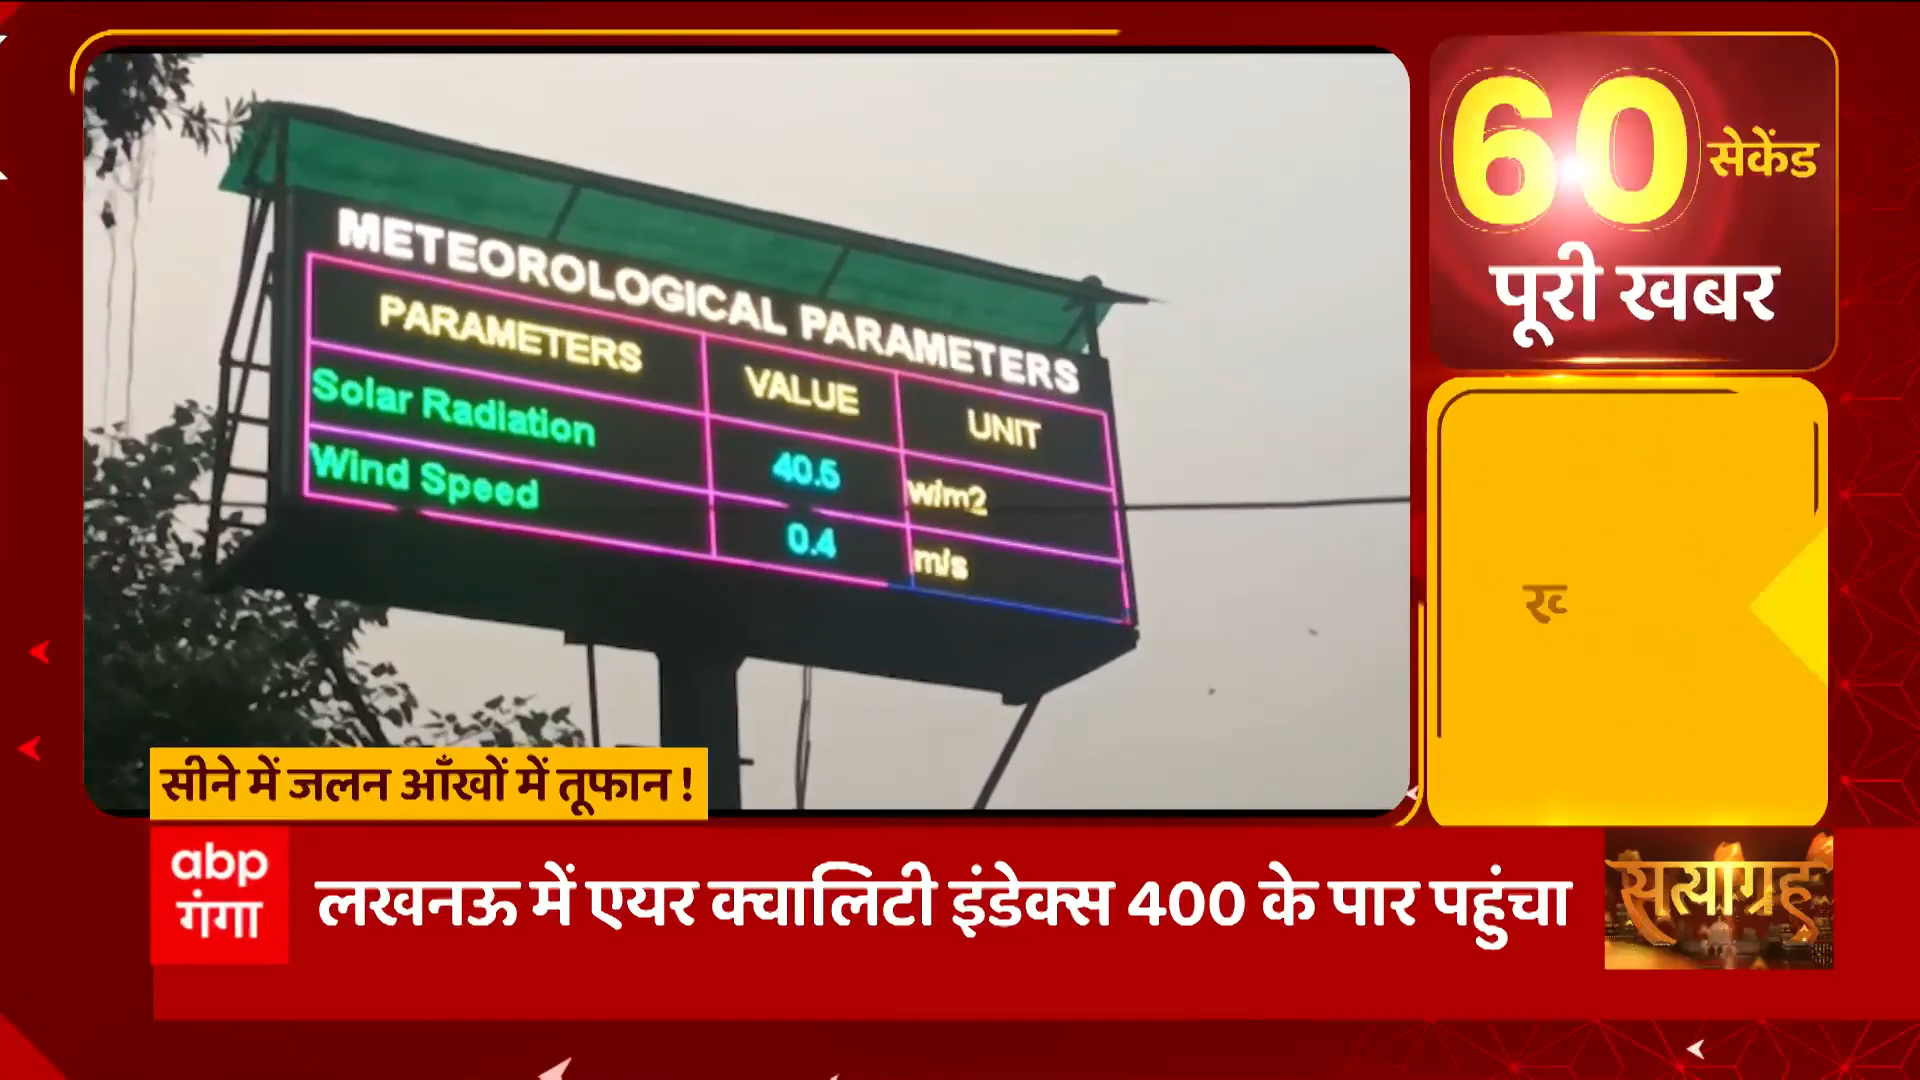 METEOROLOGICAL PARAMETERS
PARAMETERS VALUE UNIT
Solar Radiation 40.5 w/m2
Wind Speed 0.4 m/s
60 सेकेंड
पूरी खबर
सीने में जलन आँखों में तूफान !
abp
गंगा
लखनऊ में एयर क्वालिटी इंडेक्स 400 के पार पहुंचा
सत्याग्रह